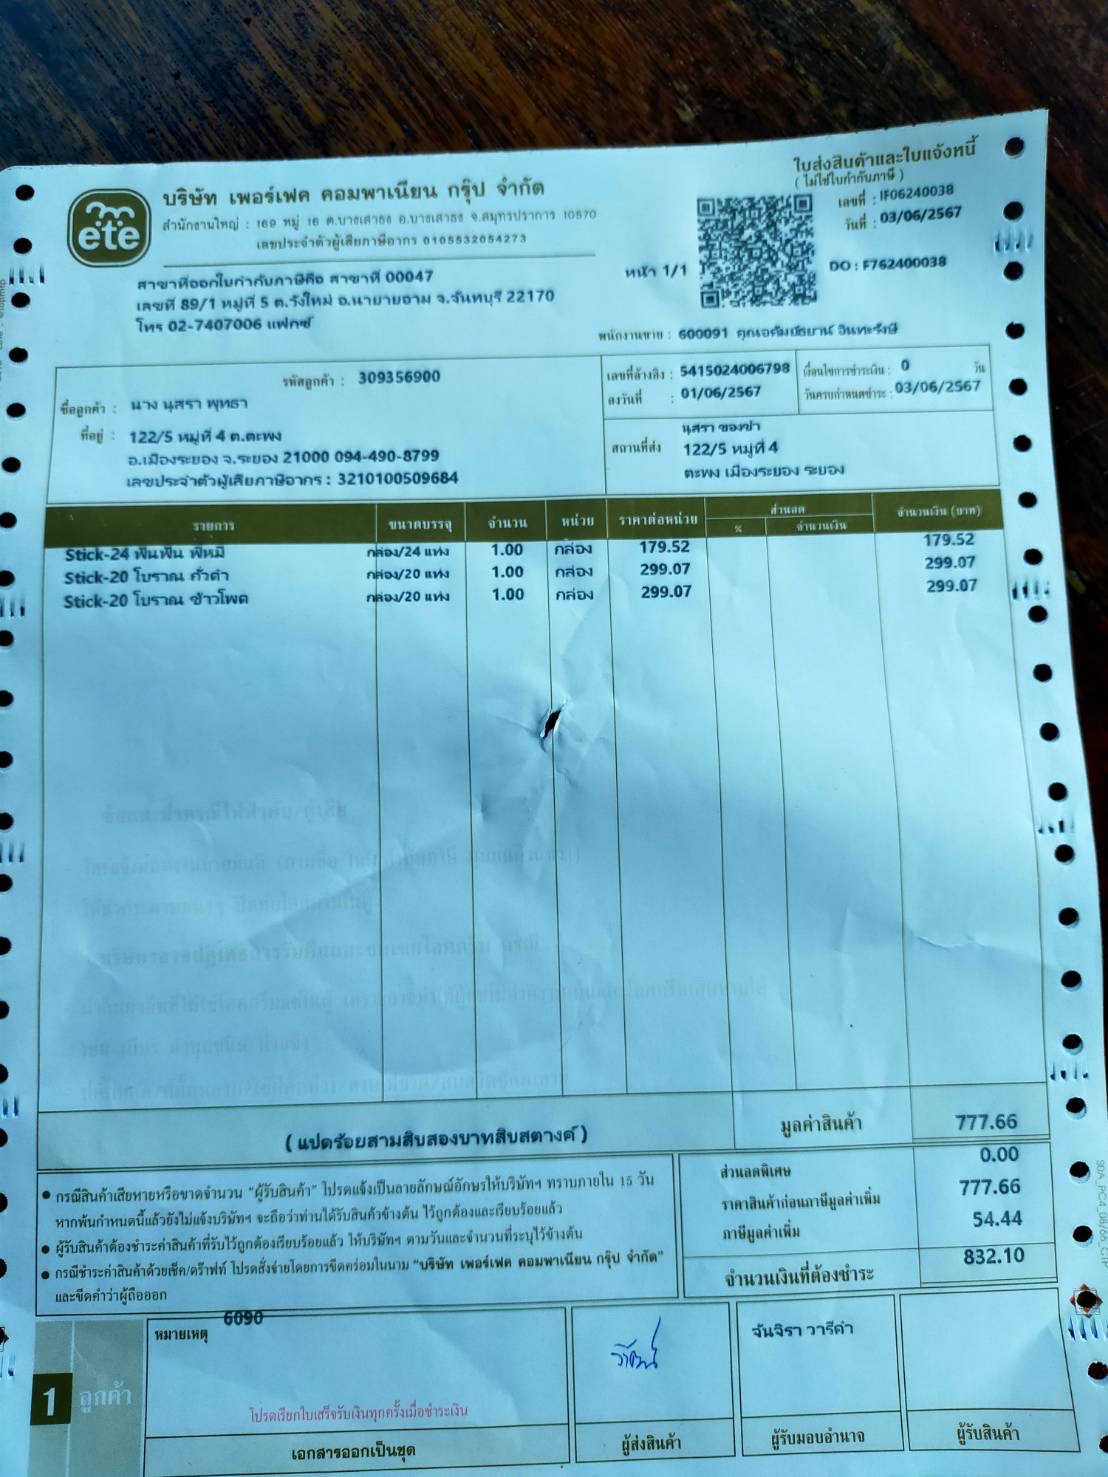 ete
บริษัท เพอร์เฟค คอมพาเนียน กรุ๊ป จำกัด
สำนักงานใหญ่ : 169 หมู่ 16 ต.บางเสาธง อ.บางเสาธง จ.สมุทรปราการ 10570
เลขประจำตัวผู้เสียภาษีอากร 0105532054273
ใบส่งสินค้าและใบแจ้งหนี้
( ไม่ใช่ใบกำกับภาษี )
เลขที่ : IF06240038
วันที่ : 03/06/2567
DO : F762400038
หน้า 1/1
สาขาที่ออกใบกำกับภาษีคือ สาขาที่ 00047
เลขที่ 89/1 หมู่ที่ 5 ต.วังใหม่ อ.นายายอาม จ.จันทบุรี 22170
โทร 02-7407006 แฟกซ์
พนักงานขาย : 600091
รหัสลูกค้า : 309356900
ชื่อลูกค้า : นาง นุสรา พุทธา
ที่อยู่ : 122/5 หมู่ที่ 4 ต.ตะพง
อ.เมืองระยอง จ.ระยอง 21000 094-490-8799
เลขประจำตัวผู้เสียภาษีอากร : 3210100509684
เลขที่อ้างอิง : 5415024006798
ลงวันที่ : 01/06/2567
เงื่อนไขการชำระเงิน : 0 วัน
วันครบกำหนดชำระ : 03/06/2567
สถานที่ส่ง
นุสรา ของชำ
122/5 หมู่ที่ 4
ตะพง เมืองระยอง ระยอง
รายการ ขนาดบรรจุ จำนวน หน่วย ราคาต่อหน่วย ส่วนลด % จำนวนเงิน จำนวนเงิน (บาท)
Stick-24 ฟันฟัน พี่หมี กล่อง/24 แท่ง 1.00 กล่อง 179.52 179.52
Stick-20 โบราณ ถั่วดำ กล่อง/20 แท่ง 1.00 กล่อง 299.07 299.07
Stick-20 โบราณ ข้าวโพด กล่อง/20 แท่ง 1.00 กล่อง 299.07 299.07
( แปดร้อยสามสิบสองบาทสิบสตางค์ )
มูลค่าสินค้า 777.66
ส่วนลดพิเศษ 0.00
ราคาสินค้าก่อนภาษีมูลค่าเพิ่ม 777.66
ภาษีมูลค่าเพิ่ม 54.44
จำนวนเงินที่ต้องชำระ 832.10
● กรณีสินค้าเสียหายหรือขาดจำนวน "ผู้รับสินค้า" โปรดแจ้งเป็นลายลักษณ์อักษรให้บริษัทฯ ทราบภายใน 15 วัน
หากพ้นกำหนดนี้แล้วยังไม่แจ้งบริษัทฯ จะถือว่าท่านได้รับสินค้าข้างต้น ไว้ถูกต้องและเรียบร้อยแล้ว
● ผู้รับสินค้าต้องชำระค่าสินค้าที่รับไว้ถูกต้องเรียบร้อยแล้ว ให้บริษัทฯ ตามวันและจำนวนที่ระบุไว้ข้างต้น
● กรณีชำระค่าสินค้าด้วยเช็ค/ดร๊าฟท์ โปรดสั่งจ่ายโดยการขีดคร่อมในนาม "บริษัท เพอร์เฟค คอมพาเนียน กรุ๊ป จำกัด"
และขีดคำว่าผู้ถือออก
1 ลูกค้า
หมายเหตุ 6090
โปรดเรียกใบเสร็จรับเงินทุกครั้งเมื่อชำระเงิน
เอกสารออกเป็นชุด
ผู้ส่งสินค้า
จันจิรา วารีคำ
ผู้รับมอบอำนาจ
ผู้รับสินค้า